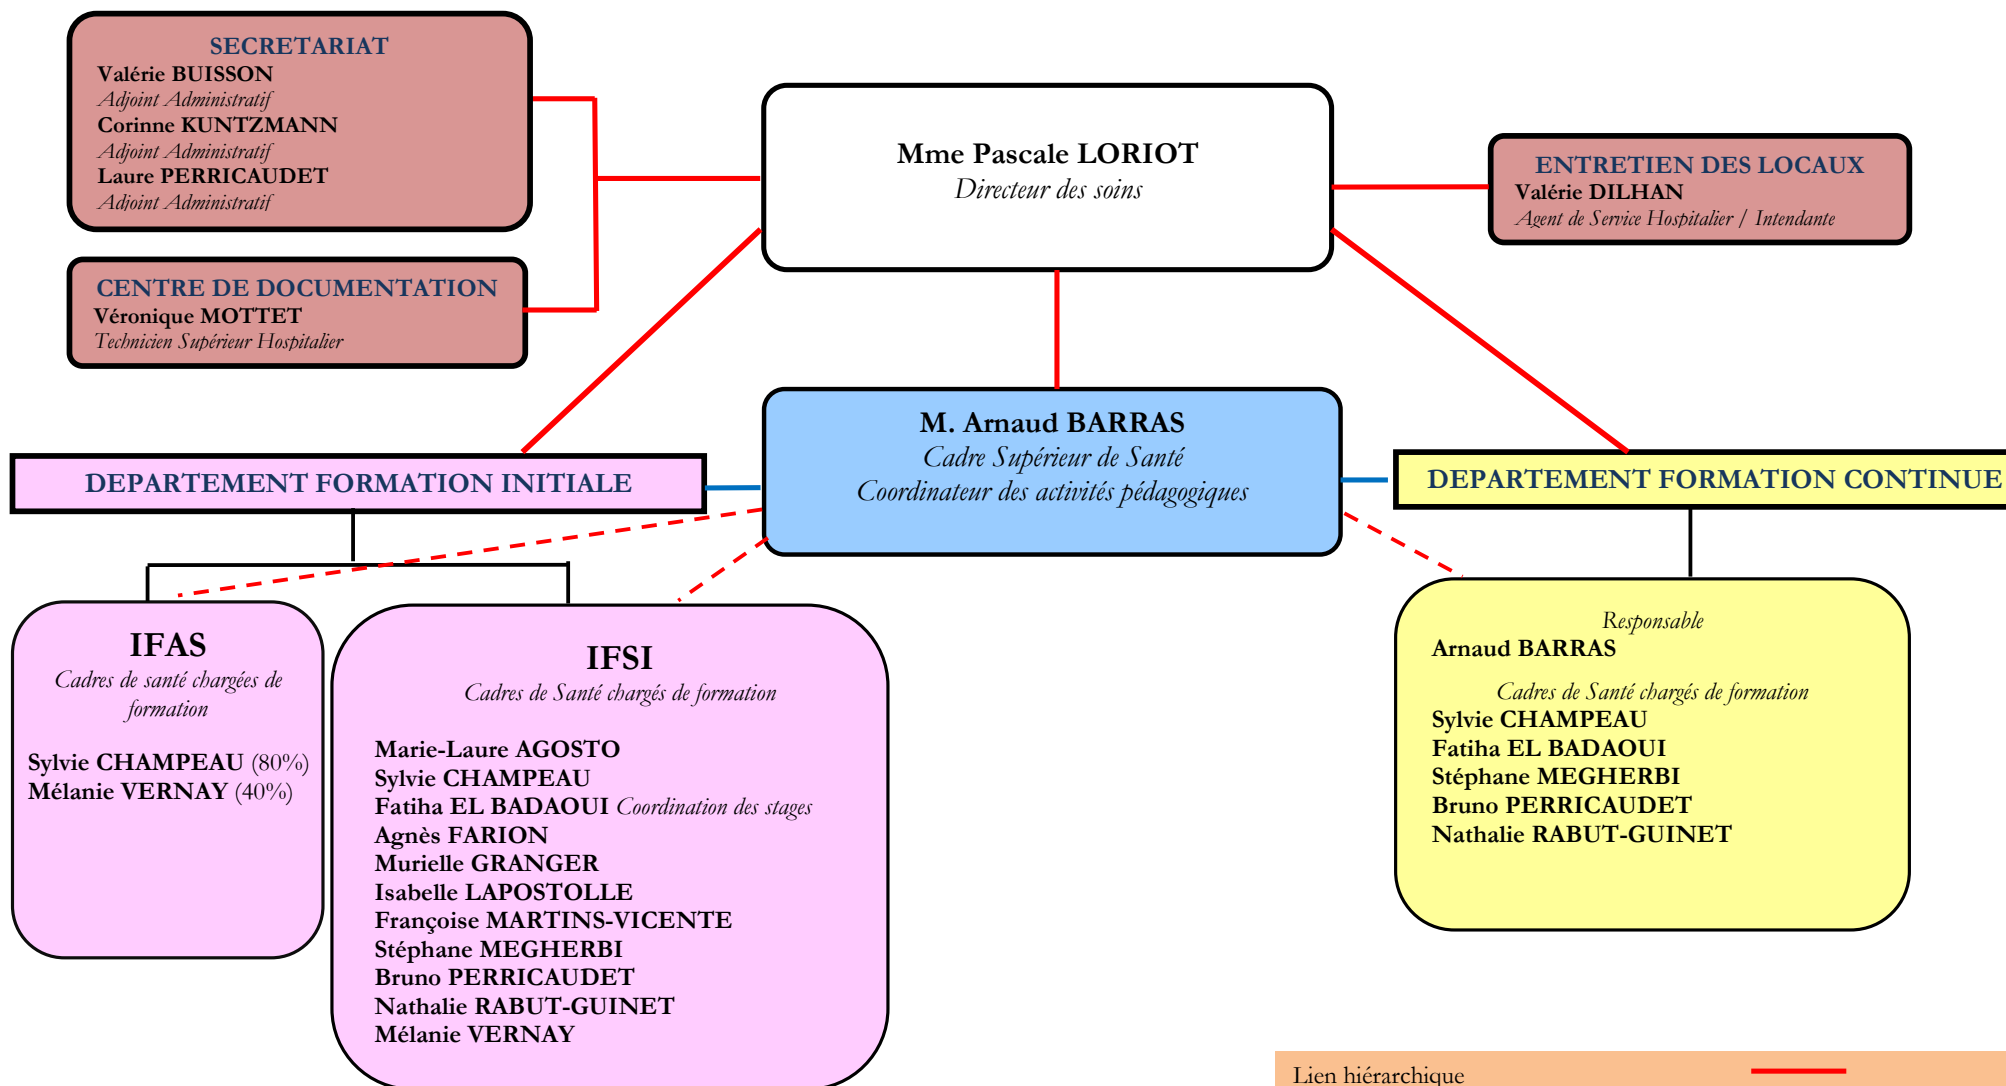 SECRETARIAT
Valérie BUISSON
Adjoint Administratif
Corinne KUNTZMANN
Adjoint Administratif
Laure PERRICAUDET
Adjoint Administratif
CENTRE DE DOCUMENTATION
Véronique MOTTET
Technicien Supérieur Hospitalier
Mme Pascale LORIOT
Directeur des soins
ENTRETIEN DES LOCAUX
Valérie DILHAN
Agent de Service Hospitalier / Intendante
M. Arnaud BARRAS
Cadre Supérieur de Santé
Coordinateur des activités pédagogiques
DEPARTEMENT FORMATION INITIALE
DEPARTEMENT FORMATION CONTINUE
IFAS
Cadres de santé chargées de
formation
Sylvie CHAMPEAU (80%)
Mélanie VERNAY (40%)
IFSI
Cadres de Santé chargés de formation
Marie-Laure AGOSTO
Sylvie CHAMPEAU
Fatiha EL BADAOUI Coordination des stages
Agnès FARION
Murielle GRANGER
Isabelle LAPOSTOLLE
Françoise MARTINS-VICENTE
Stéphane MEGHERBI
Bruno PERRICAUDET
Nathalie RABUT-GUINET
Mélanie VERNAY
Responsable
Arnaud BARRAS
Cadres de Santé chargés de formation
Sylvie CHAMPEAU
Fatiha EL BADAOUI
Stéphane MEGHERBI
Bruno PERRICAUDET
Nathalie RABUT-GUINET
Lien hiérarchique